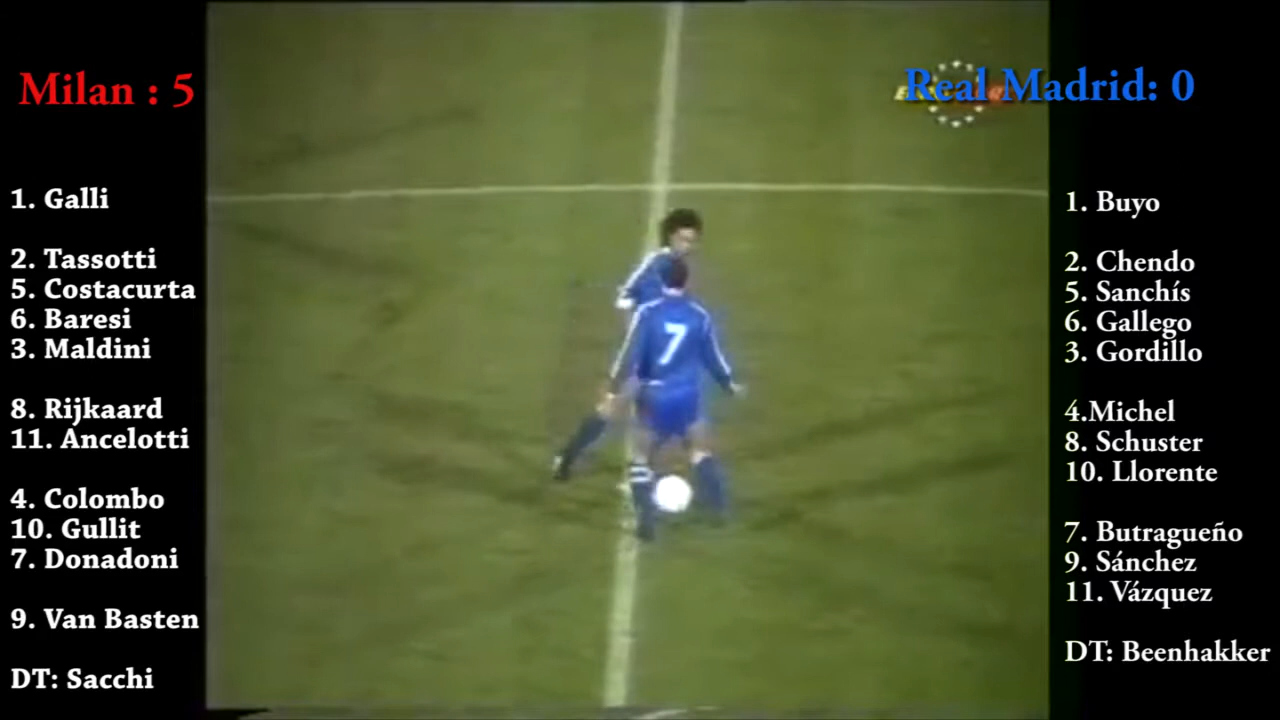 Milan : 5
Real Madrid: 0
1. Galli
2. Tassotti
5. Costacurta
6. Baresi
3. Maldini
8. Rijkaard
11. Ancelotti
4. Colombo
10. Gullit
7. Donadoni
9. Van Basten
DT: Sacchi
7
1. Buyo
2. Chendo
5. Sanchís
6. Gallego
3. Gordillo
4.Michel
8. Schuster
10. Llorente
7. Butragueño
9. Sánchez
11. Vázquez
DT: Beenhakker